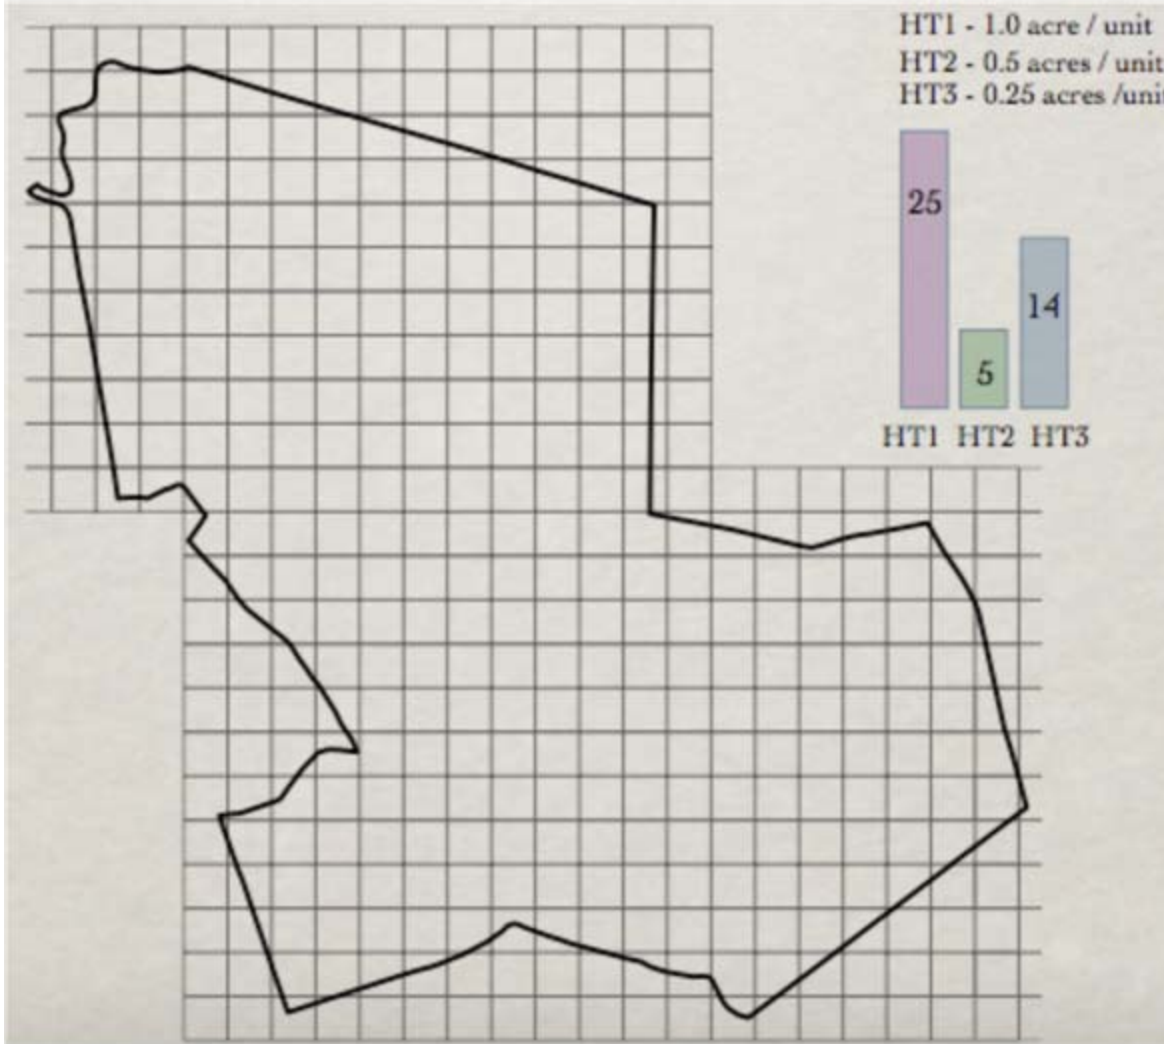 HT1 - 1.0 acre / unit
HT2 - 0.5 acres / unit
HT3 - 0.25 acres /unit
25
5
14
HT1 HT2 HT3